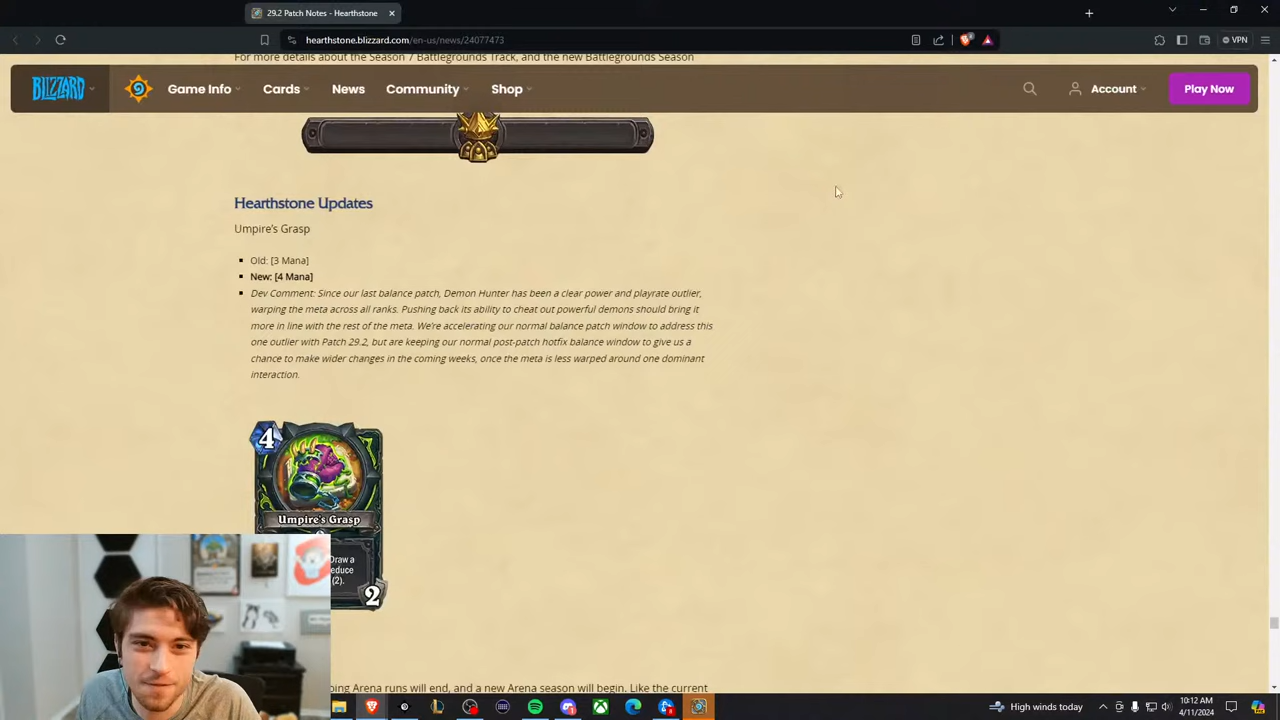 29.2 Patch Notes - Hearthstone
hearthstone.blizzard.com/en-us/news/24077473
VPN
For more details about the Season 7 Battlegrounds Track, and the new Battlegrounds Season
BLIZZARD Game Info Cards News Community Shop Account Play Now
Hearthstone Updates
Umpire's Grasp
Old: [3 Mana]
New: [4 Mana]
Dev Comment: Since our last balance patch, Demon Hunter has been a clear power and playrate outlier,
warping the meta across all ranks. Pushing back its ability to cheat out powerful demons should bring it
more in line with the rest of the meta. We're accelerating our normal balance patch window to address this
one outlier with Patch 29.2, but are keeping our normal post-patch hotfix balance window to give us a
chance to make wider changes in the coming weeks, once the meta is less warped around one dominant
interaction.
4
Umpire's Grasp
Draw a
(2).
2
Arena runs will end, and a new Arena season will begin. Like the current
High winds today
10:12 AM
4/11/2024